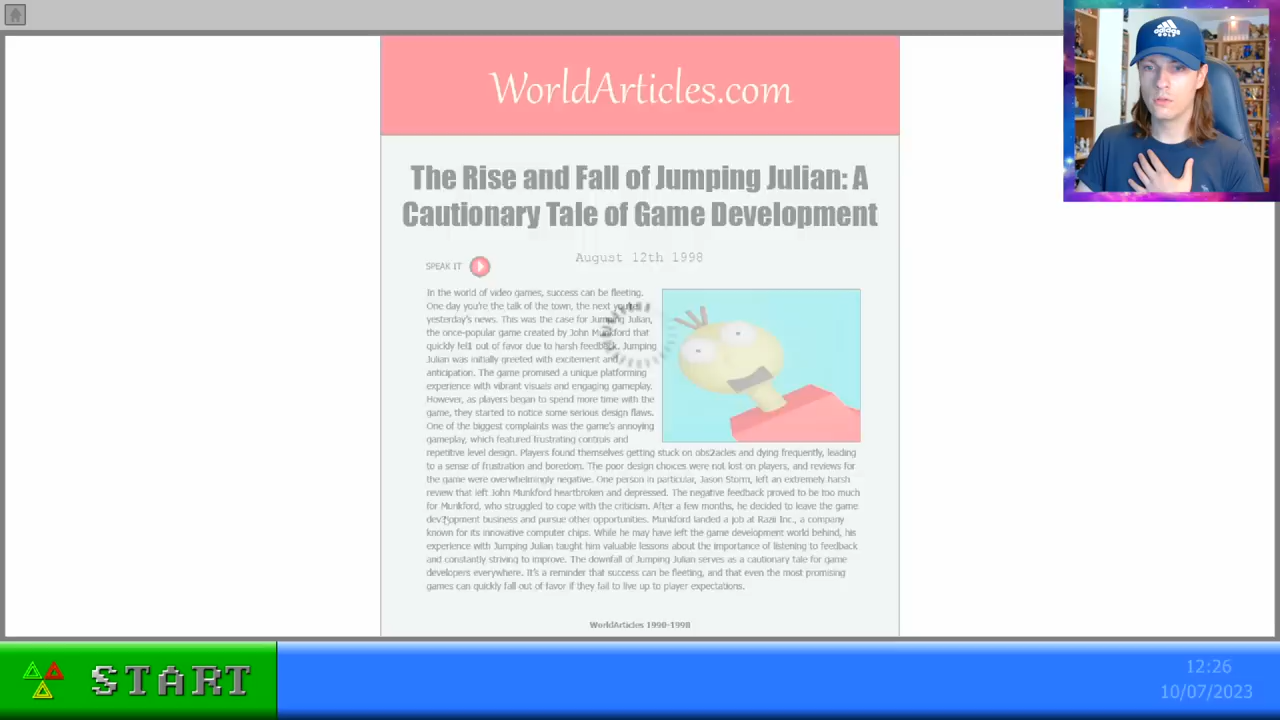 WorldArticles.com
The Rise and Fall of Jumping Julian: A
Cautionary Tale of Game Development
August 12th 1998
SPEAK IT
In the world of video games, success can be fleeting.
One day you're the talk of the town, the next you're
yesterday's news. This was the case for Jumping Julian,
the once-popular game created by John Munkford that
quickly fel1 out of favor due to harsh feedback. Jumping
Julian was initially greeted with excitement and
anticipation. The game promised a unique platforming
experience with vibrant visuals and engaging gameplay.
However, as players began to spend more time with the
game, they started to notice some serious design flaws.
One of the biggest complaints was the game's annoying
gameplay, which featured frustrating controls and
repetitive level design. Players found themselves getting stuck on obs2acles and dying frequently, leading
to a sense of frustration and boredom. The poor design choices were not lost on players, and reviews for
the game were overwhelmingly negative. One person in particular, Jason Storm, left an extremely harsh
review that left John Munkford heartbroken and depressed. The negative feedback proved to be too much
for Munkford, who struggled to cope with the criticism. After a few months, he decided to leave the game
business and pursue other opportunities. Munkford landed a job at Razii Inc., a company
known for its innovative computer chips. While he may have left the game development world behind, his
experience with Jumping Julian taught him valuable lessons about the importance of listening to feedback
and constantly striving to improve. The downfall of Jumping Julian serves as a cautionary tale for game
developers everywhere. It's a reminder that success can be fleeting, and that even the most promising
games can quickly fall out of favor if they fail to live up to player expectations.
WorldArticles 1990-1998
START
12:26
10/07/2023
adidas
GOLF